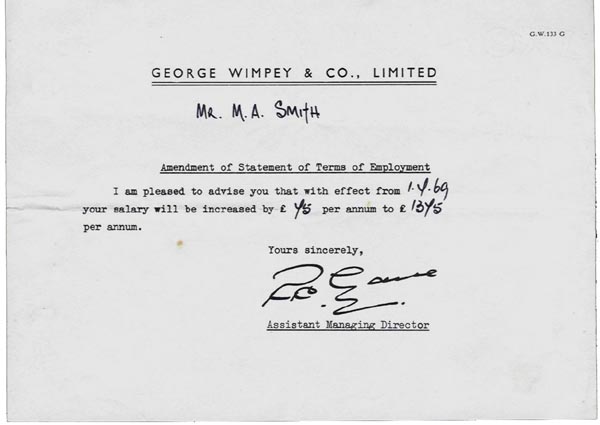 G.W.133 G
GEORGE WIMPEY & CO., LIMITED
MR. M. A. SMITH
Amendment of Statement of Terms of Employment
I am pleased to advise you that with effect from 1.4.69
your salary will be increased by £ 45 per annum to £ 1345
per annum.
Yours sincerely,
Assistant Managing Director